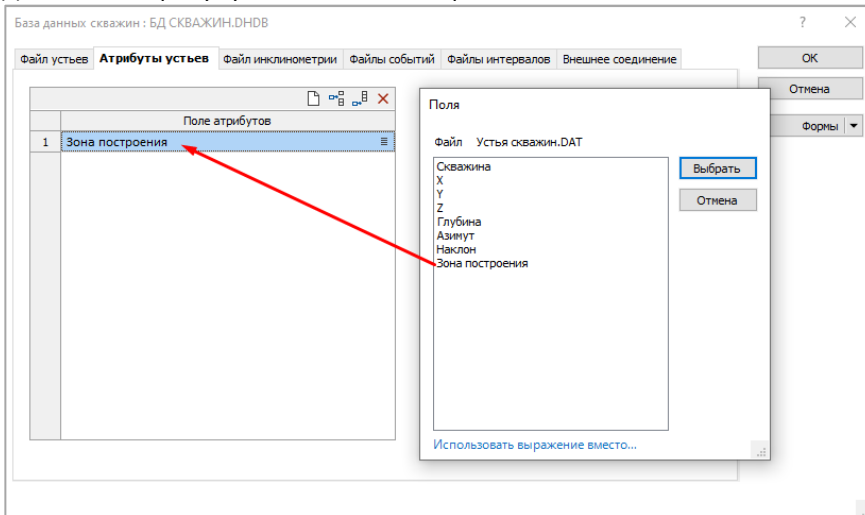 База данных скважин : БД СКВАЖИН.DHDB
Файл устьев Атрибуты устьев Файл инклинометрии Файлы событий Файлы интервалов Внешнее соединение
ОК
Отмена
Формы
Поле атрибутов
1 Зона построения
Поля
Файл Устья скважин.DAT
Скважина
X
Y
Z
Глубина
Азимут
Наклон
Зона построения
Выбрать
Отмена
Использовать выражение вместо...